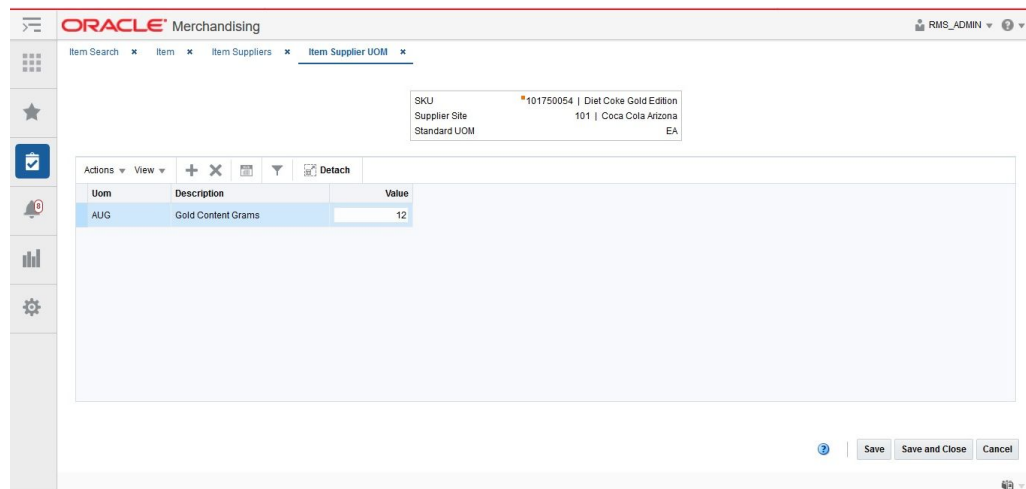 ORACLE® Merchandising
RMS_ADMIN
Item Search × Item × Item Suppliers × Item Supplier UOM ×
SKU 101750054 | Diet Coke Gold Edition
Supplier Site 101 | Coca Cola Arizona
Standard UOM EA
Actions View Detach
Uom Description Value
AUG Gold Content Grams 12
8
Save Save and Close Cancel